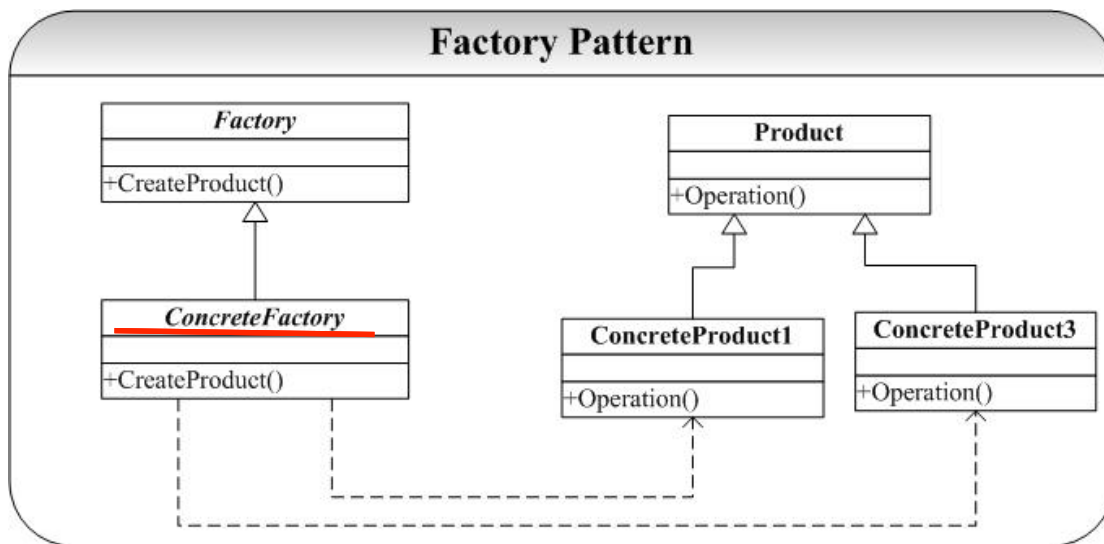 Factory Pattern
Factory
+CreateProduct()
Product
+Operation()
ConcreteFactory
+CreateProduct()
ConcreteProduct1
+Operation()
ConcreteProduct3
+Operation()